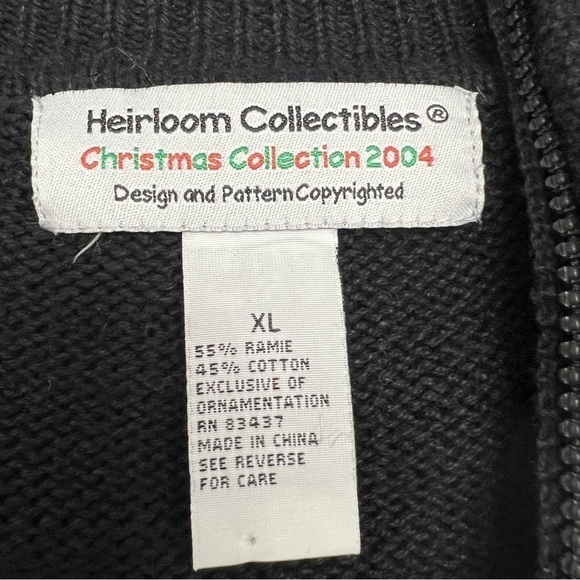 Heirloom Collectibles®
Christmas Collection 2004
Design and Pattern Copyrighted
XL
55% RAMIE
45% COTTON
EXCLUSIVE OF
ORNAMENTATION
RN 83437
MADE IN CHINA
SEE REVERSE
FOR CARE